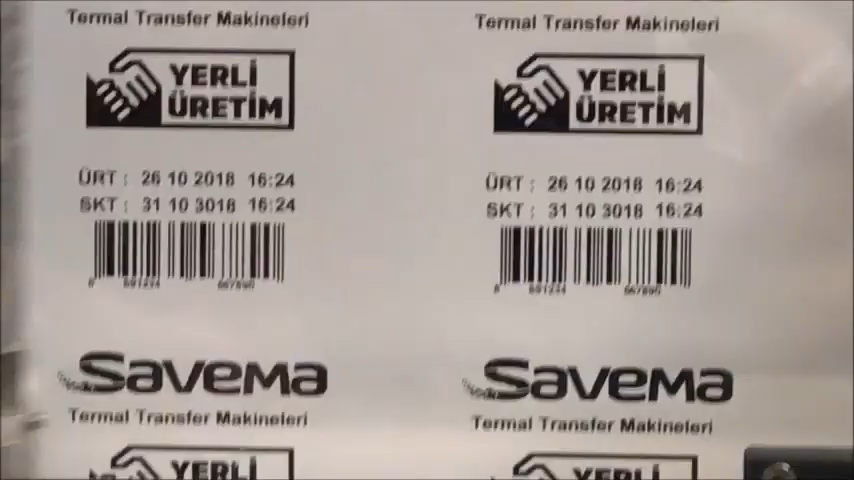 Termal Transfer Makineleri
YERLİ
ÜRETİM
ÜRT : 26 10 2018 16:24
SKT : 31 10 3018 16:24
Savema
Termal Transfer Makineleri
YERLİ
Termal Transfer Makineleri
YERLİ
ÜRETİM
ÜRT : 26 10 2018 16:24
SKT : 31 10 3018 16:24
Savema
Termal Transfer Makineleri
YERLİ